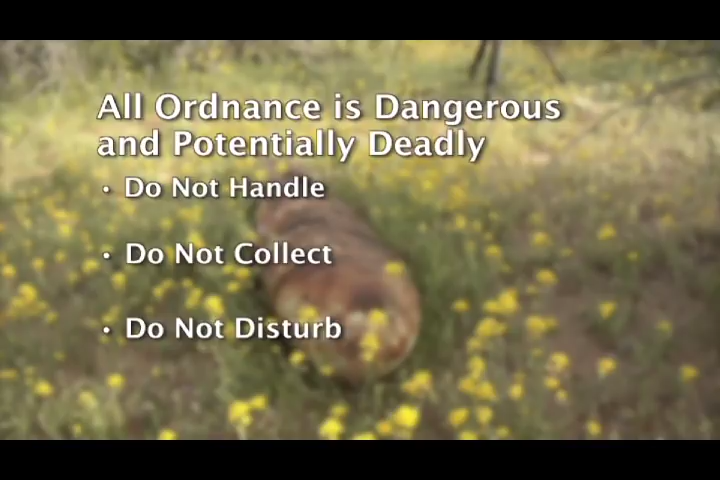 All Ordnance is Dangerous
and Potentially Deadly
• Do Not Handle
• Do Not Collect
• Do Not Disturb